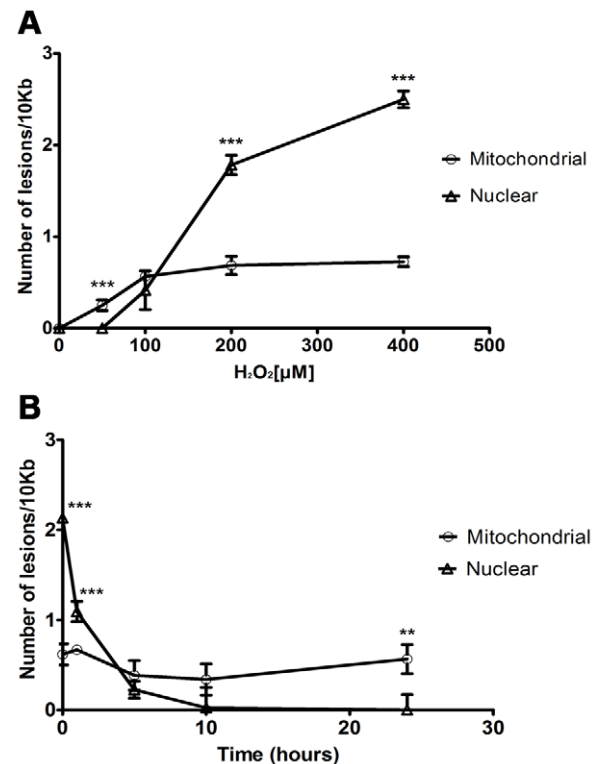 A
Number of lesions/10Kb
3
2
1
0
***
***
***
Mitochondrial
Nuclear
0 100 200 300 400 500
H₂O₂[μM]
B
Number of lesions/10Kb
3
2
1
0
***
***
**
Mitochondrial
Nuclear
0 10 20 30
Time (hours)